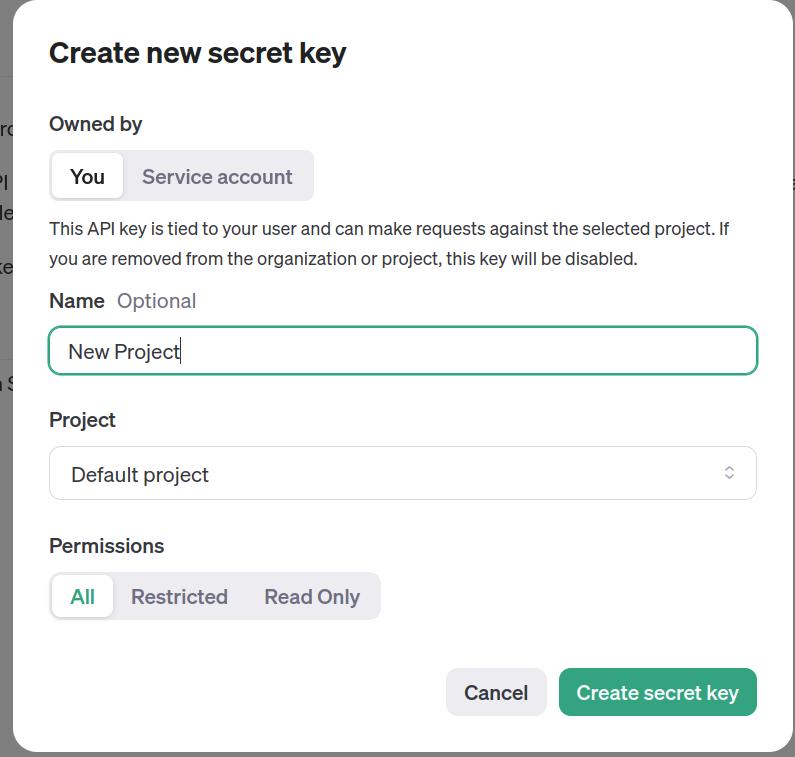 Create new secret key
Owned by
You Service account
This API key is tied to your user and can make requests against the selected project. If
you are removed from the organization or project, this key will be disabled.
Name Optional
New Project
Project
Default project
Permissions
All Restricted Read Only
Cancel Create secret key